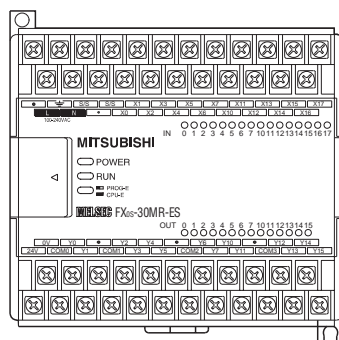 ⏚ S/S S/S X1 X3 X5 X7 X11 X13 X15 X17
L N • X0 X2 X4 X6 X10 X12 X14 X16
100-240VAC
IN 0 1 2 3 4 5 6 7 10 11 12 13 14 15 16 17
MITSUBISHI
POWER
RUN
PROG-E
CPU-E
MELSEC FX0S-30MR-ES
OUT 0 1 2 3 4 5 6 7 10 11 12 13 14 15
0V Y0 • Y2 Y4 • Y6 Y10 • Y12 Y14
24V COM0 Y1 COM1 Y3 Y5 COM2 Y7 Y11 COM3 Y13 Y15